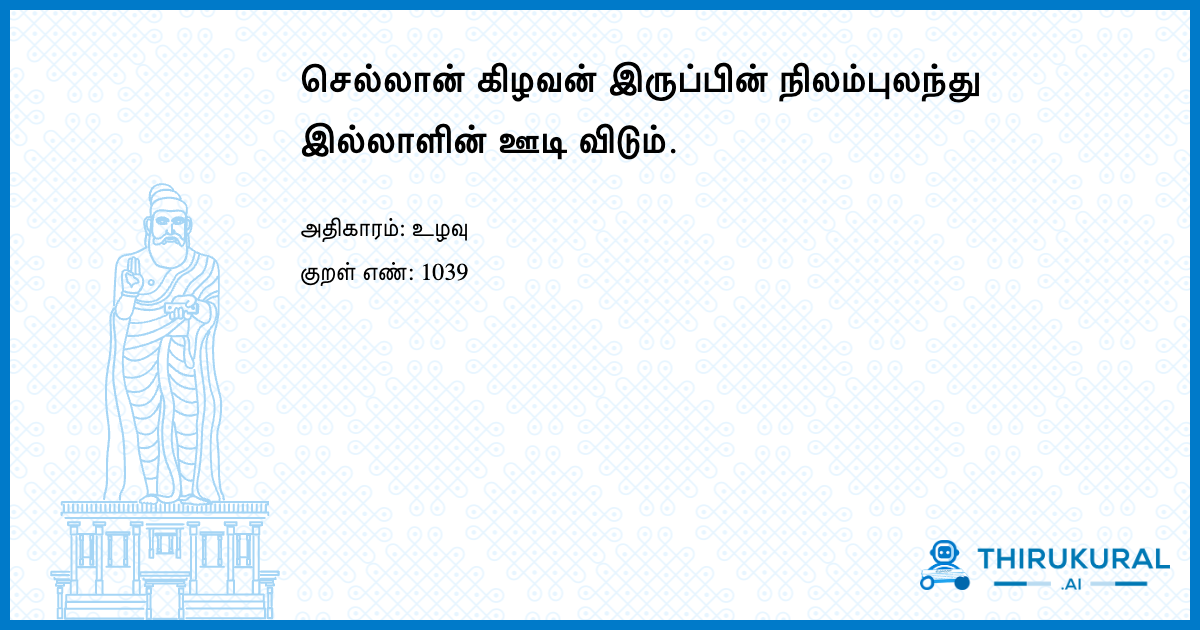 செல்லான் கிழவன் இருப்பின் நிலம்புலந்து
இல்லாளின் ஊடி விடும்.
அதிகாரம்: உழவு
குறள் எண்: 1039
THIRUKURAL
.AI